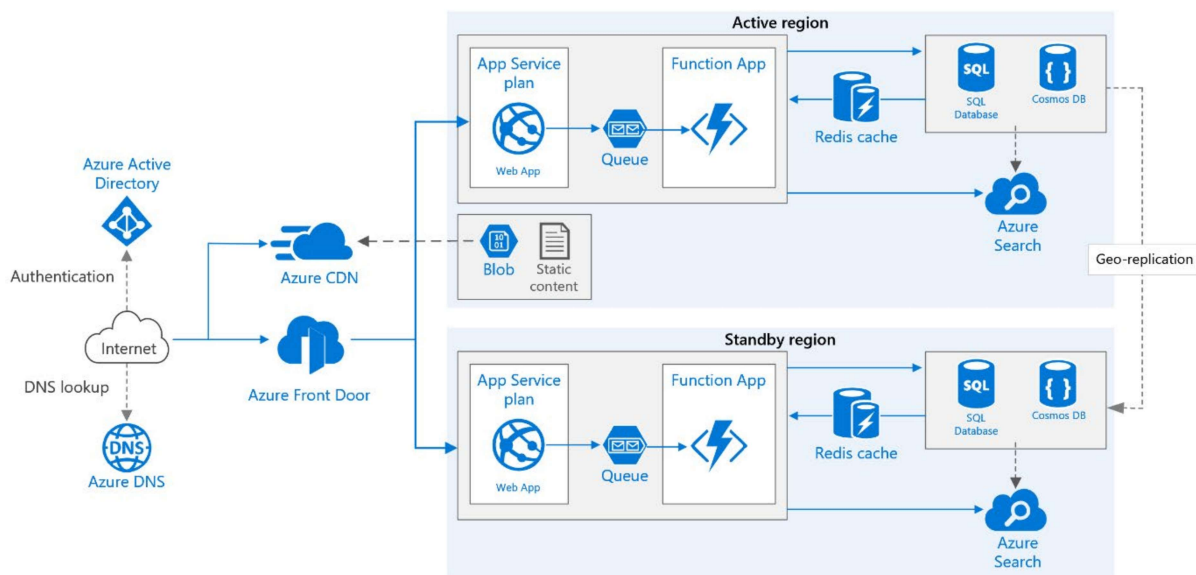 Active region
App Service
plan
Web App
Queue
Function App
Redis cache
SQL
SQL
Database
{ }
Cosmos DB
Azure
Search
10
01
Blob
Static
content
Geo-replication
Azure Active
Directory
Authentication
Internet
DNS lookup
DNS
Azure DNS
Azure CDN
Azure Front Door
Standby region
App Service
plan
Web App
Queue
Function App
Redis cache
SQL
SQL
Database
{ }
Cosmos DB
Azure
Search